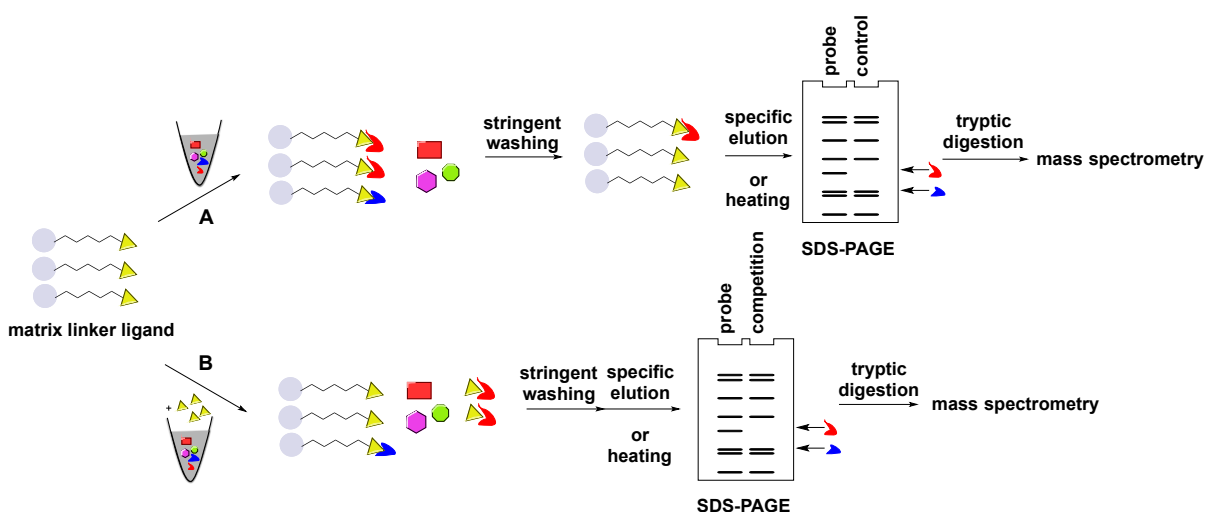 probe
control
stringent
washing
specific
elution
or
heating
tryptic
digestion
mass spectrometry
SDS-PAGE
A
matrix linker ligand
B
+
probe
competition
stringent
washing
specific
elution
or
heating
tryptic
digestion
mass spectrometry
SDS-PAGE